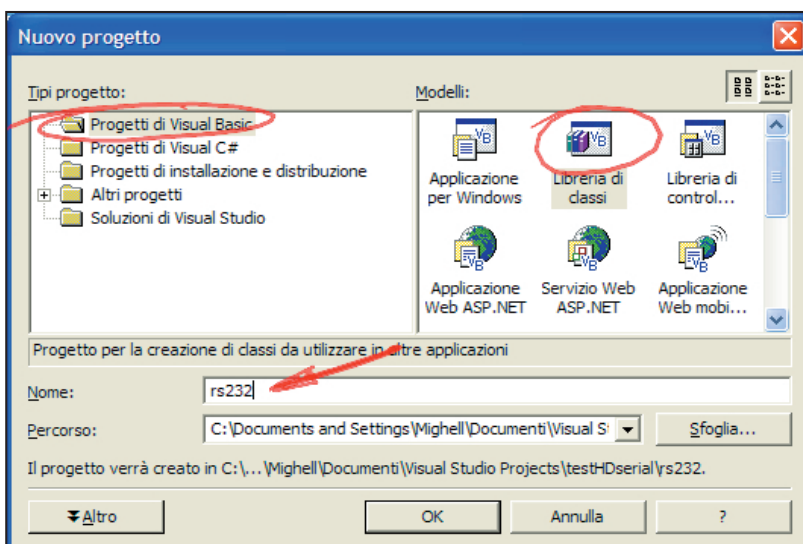 Nuovo progetto
Tipi progetto:
Modelli:
Progetti di Visual Basic
Progetti di Visual C#
Progetti di installazione e distribuzione
Altri progetti
Soluzioni di Visual Studio
Applicazione per Windows
Libreria di classi
Libreria di control...
Applicazione Web ASP.NET
Servizio Web ASP.NET
Applicazione Web mobi...
Progetto per la creazione di classi da utilizzare in altre applicazioni
Nome:
rs232
Percorso:
C:\Documents and Settings\Mighell\Documenti\Visual S
Sfoglia...
Il progetto verrà creato in C:\...\Mighell\Documenti\Visual Studio Projects\testHDserial\rs232.
Altro
OK
Annulla
?